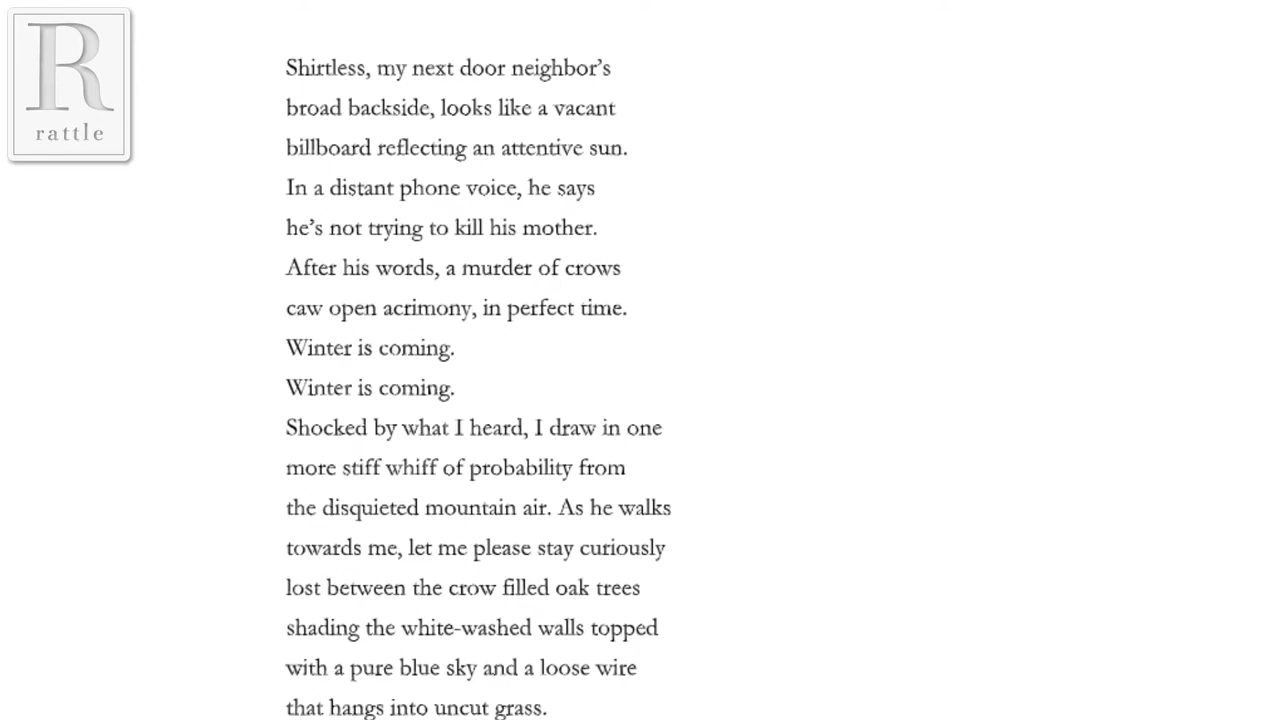 R
rattle
Shirtless, my next door neighbor’s
broad backside, looks like a vacant
billboard reflecting an attentive sun.
In a distant phone voice, he says
he’s not trying to kill his mother.
After his words, a murder of crows
caw open acrimony, in perfect time.
Winter is coming.
Winter is coming.
Shocked by what I heard, I draw in one
more stiff whiff of probability from
the disquieted mountain air. As he walks
towards me, let me please stay curiously
lost between the crow filled oak trees
shading the white-washed walls topped
with a pure blue sky and a loose wire
that hangs into uncut grass.